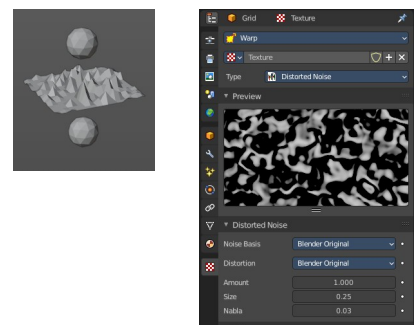 Grid Texture
Warp
Texture
Type Distorted Noise
Preview
Distorted Noise
Noise Basis Blender Original
Distortion Blender Original
Amount 1.000
Size 0.25
Nabla 0.03